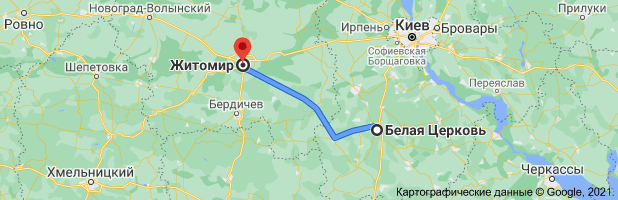 Ровно
Новоград-Волынский
Ирпень
Киев
Бровары
Прилуки
Шепетовка
Житомир
Софиевская
Борщаговка
Переяслав
Бердичев
Белая Церковь
Хмельницкий
Черкассы
Картографические данные © Google, 2021.